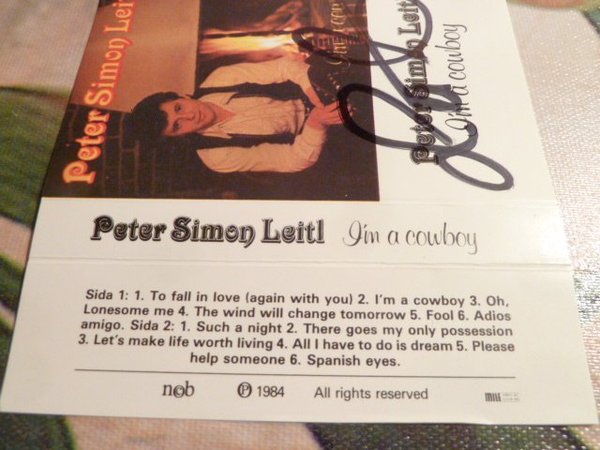 Peter Simon Leit
Peter Simon Leit
I'm a cowboy
Peter Simon Leitl I'm a cowboy
Sida 1: 1. To fall in love (again with you) 2. I'm a cowboy 3. Oh,
Lonesome me 4. The wind will change tomorrow 5. Fool 6. Adios
amigo. Sida 2: 1. Such a night 2. There goes my only possession
3. Let's make life worth living 4. All I have to do is dream 5. Please
help someone 6. Spanish eyes.
ncb ℗ 1984 All rights reserved